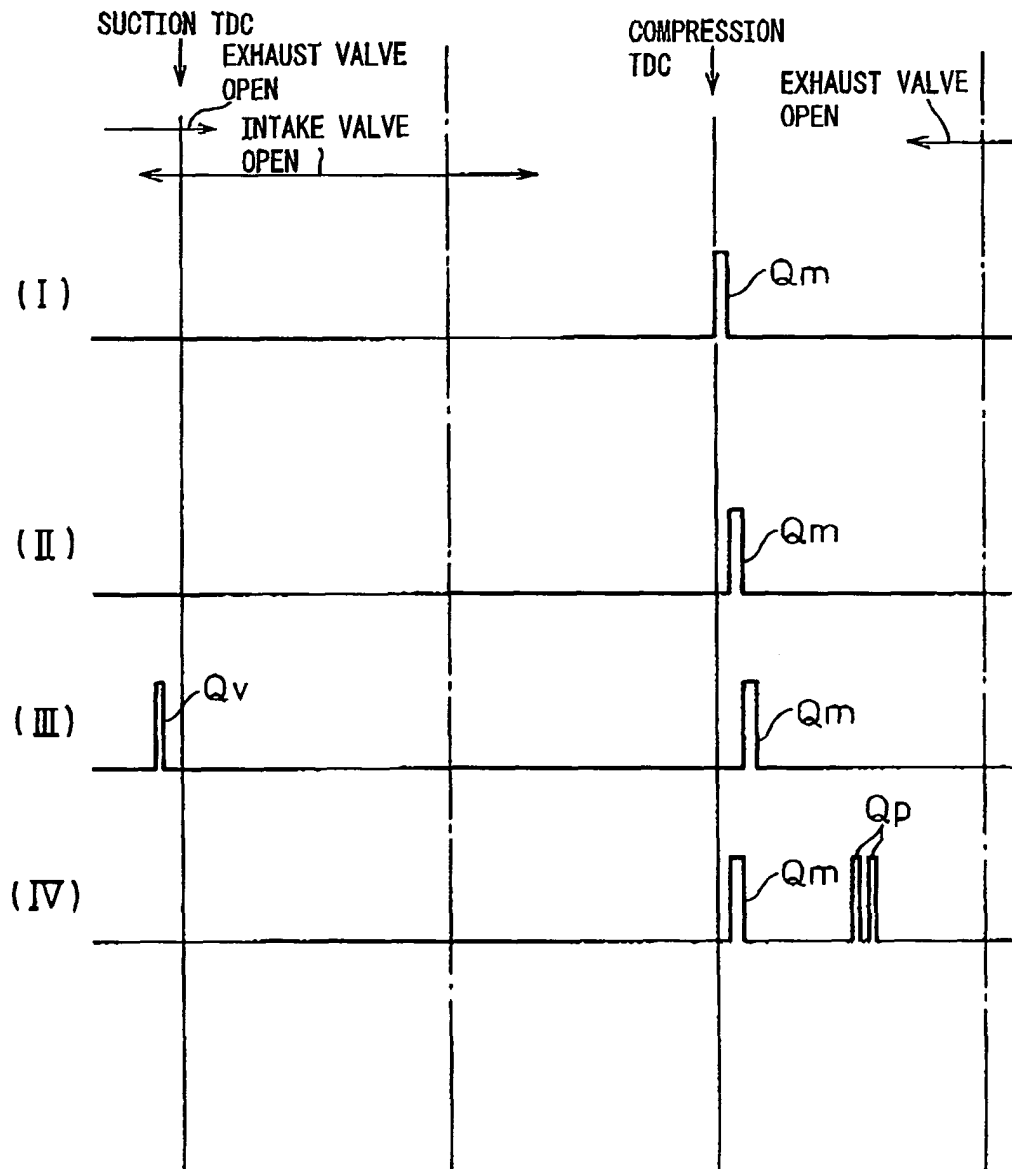 SUCTION TDC
EXHAUST VALVE
OPEN
INTAKE VALVE
OPEN
COMPRESSION
TDC
EXHAUST VALVE
OPEN
(I)
Qm
(II)
Qm
(III)
Qv
Qm
(IV)
Qm
Qp